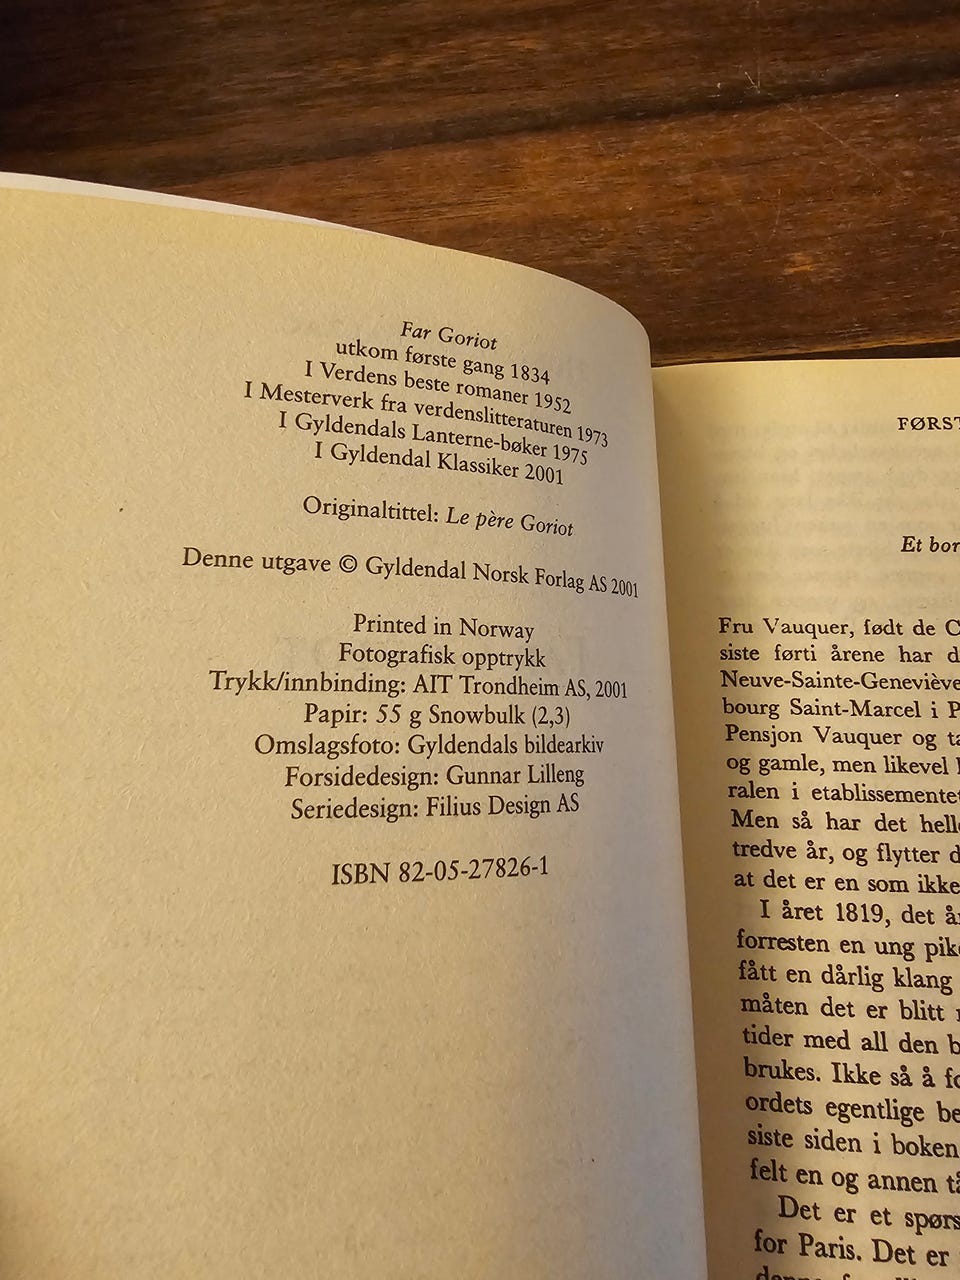 Far Goriot
utkom første gang 1834
I Verdens beste romaner 1952
I Mesterverk fra verdenslitteraturen 1973
I Gyldendals Lanterne-bøker 1975
I Gyldendal Klassiker 2001
Originaltittel: Le père Goriot
Denne utgave © Gyldendal Norsk Forlag AS 2001
Printed in Norway
Fotografisk opptrykk
Trykk/innbinding: AIT Trondheim AS, 2001
Papir: 55 g Snowbulk (2,3)
Omslagsfoto: Gyldendals bildearkiv
Forsidedesign: Gunnar Lilleng
Seriedesign: Filius Design AS
ISBN 82-05-27826-1
FØRST
Et bor
Fru Vauquer, født de C
siste førti årene har d
Neuve-Sainte-Geneviève
bourg Saint-Marcel i P
Pensjon Vauquer og ta
og gamle, men likevel
ralen i etablissementet
Men så har det helle
tredve år, og flytter d
at det er en som ikke
I året 1819, det år
forresten en ung pike
fått en dårlig klang
måten det er blitt
tider med all den b
brukes. Ikke så å fo
ordets egentlige be
siste siden i boken
felt en og annen tå
Det er et spørs
for Paris. Det er